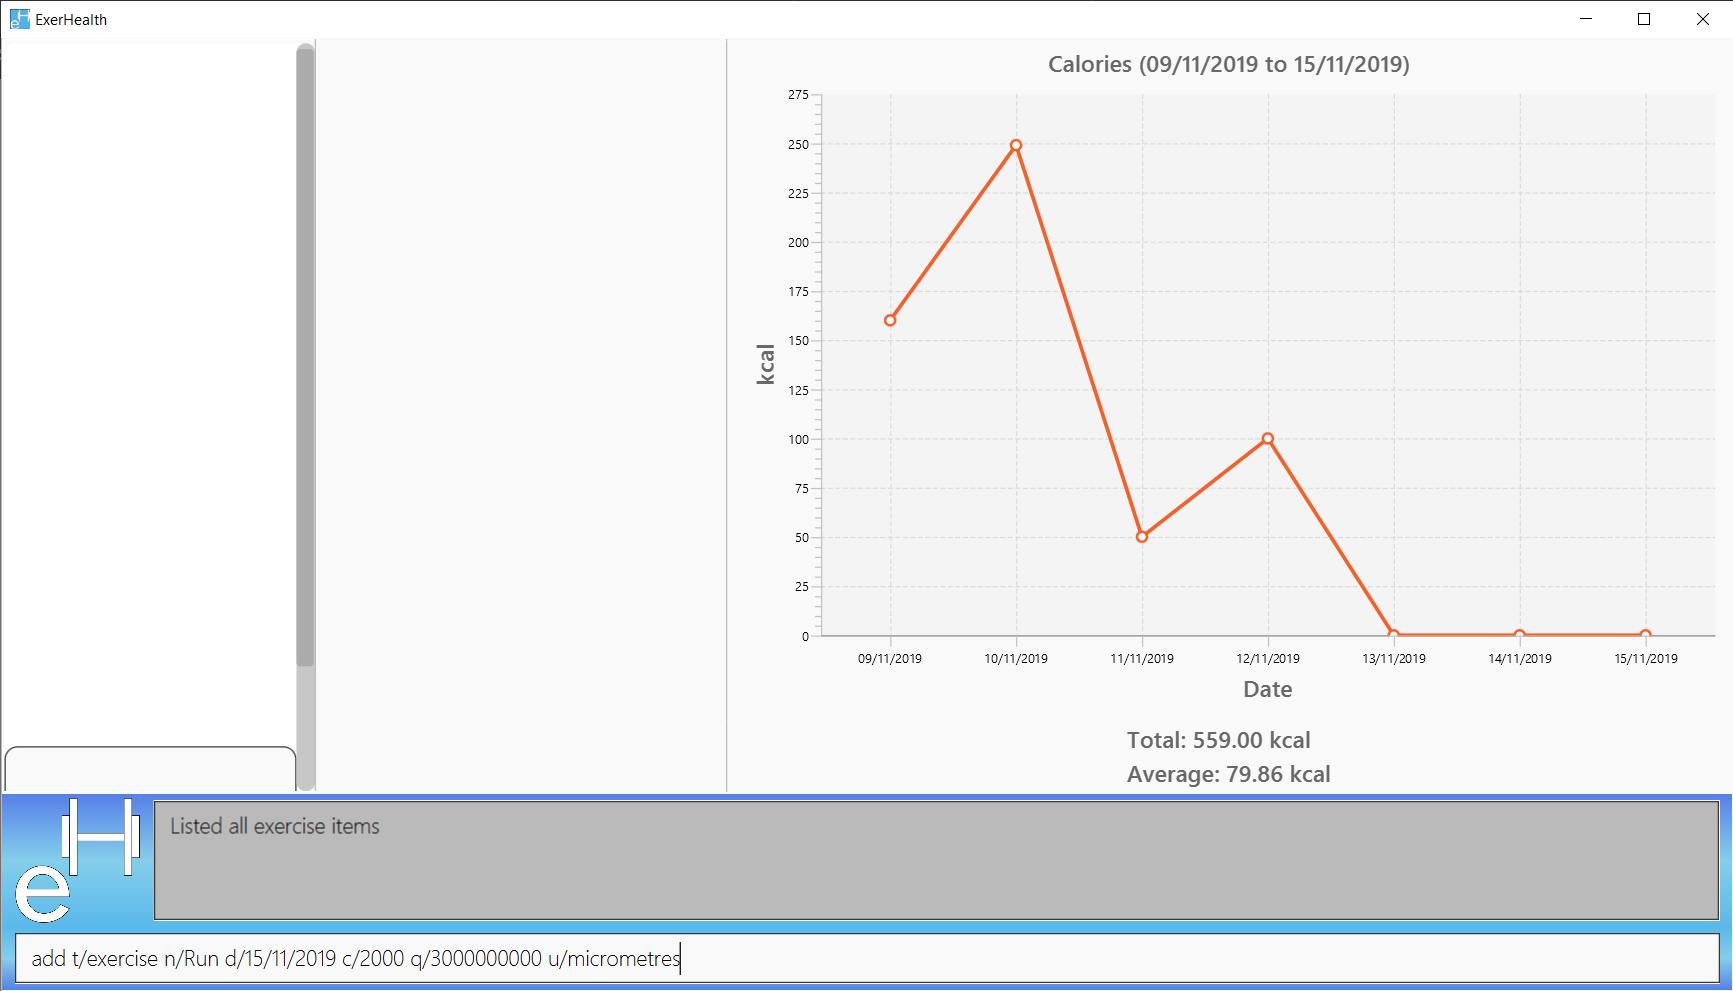 ExerHealth
Calories (09/11/2019 to 15/11/2019)
275
250
225
200
175
150
125
100
75
50
25
0
kcal
09/11/2019 10/11/2019 11/11/2019 12/11/2019 13/11/2019 14/11/2019 15/11/2019
Date
Total: 559.00 kcal
Average: 79.86 kcal
eH
Listed all exercise items
add t/exercise n/Run d/15/11/2019 c/2000 q/3000000000 u/micrometres